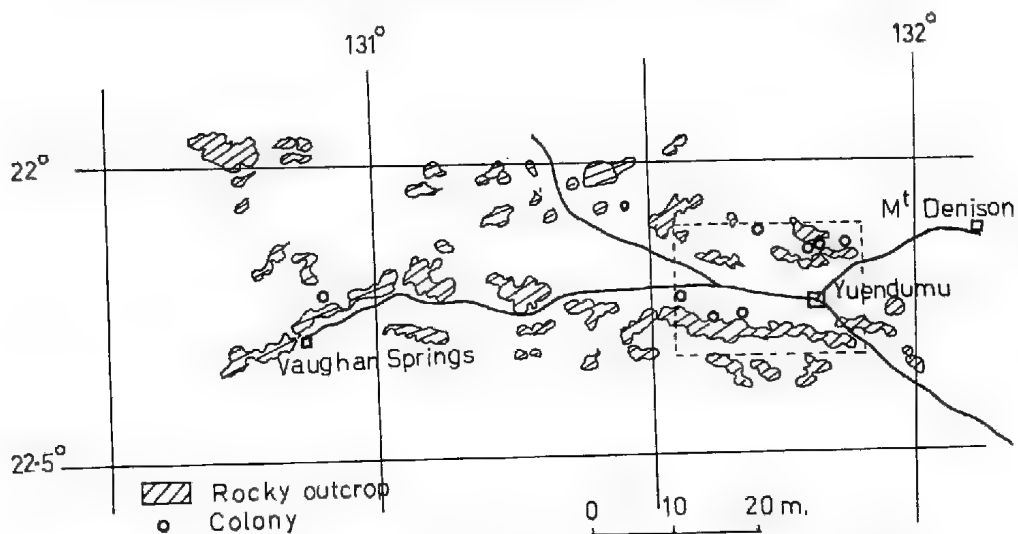 131°
132°
22°
Mt Denison
Yuendumu
Vaughan Springs
22·5°
Rocky outcrop
Colony
0 10 20 m.